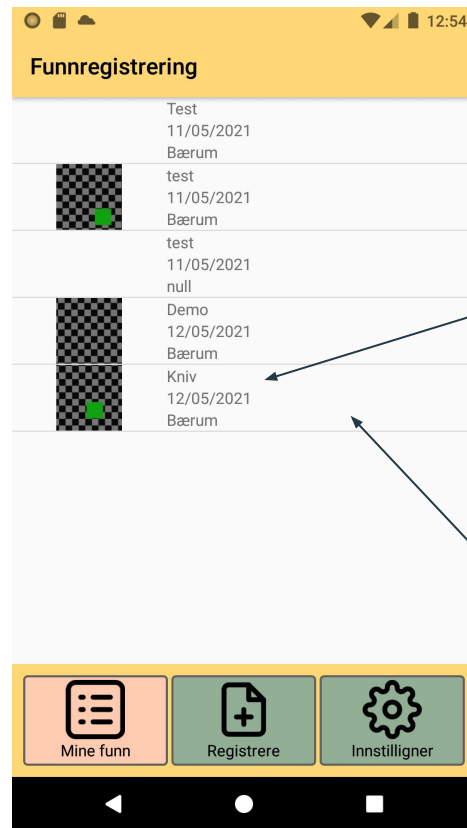 12:54
Funnregistrering
Test
11/05/2021
Bærum
test
11/05/2021
Bærum
test
11/05/2021
null
Demo
12/05/2021
Bærum
Kniv
12/05/2021
Bærum
Mine funn
Registrere
Innstilligner